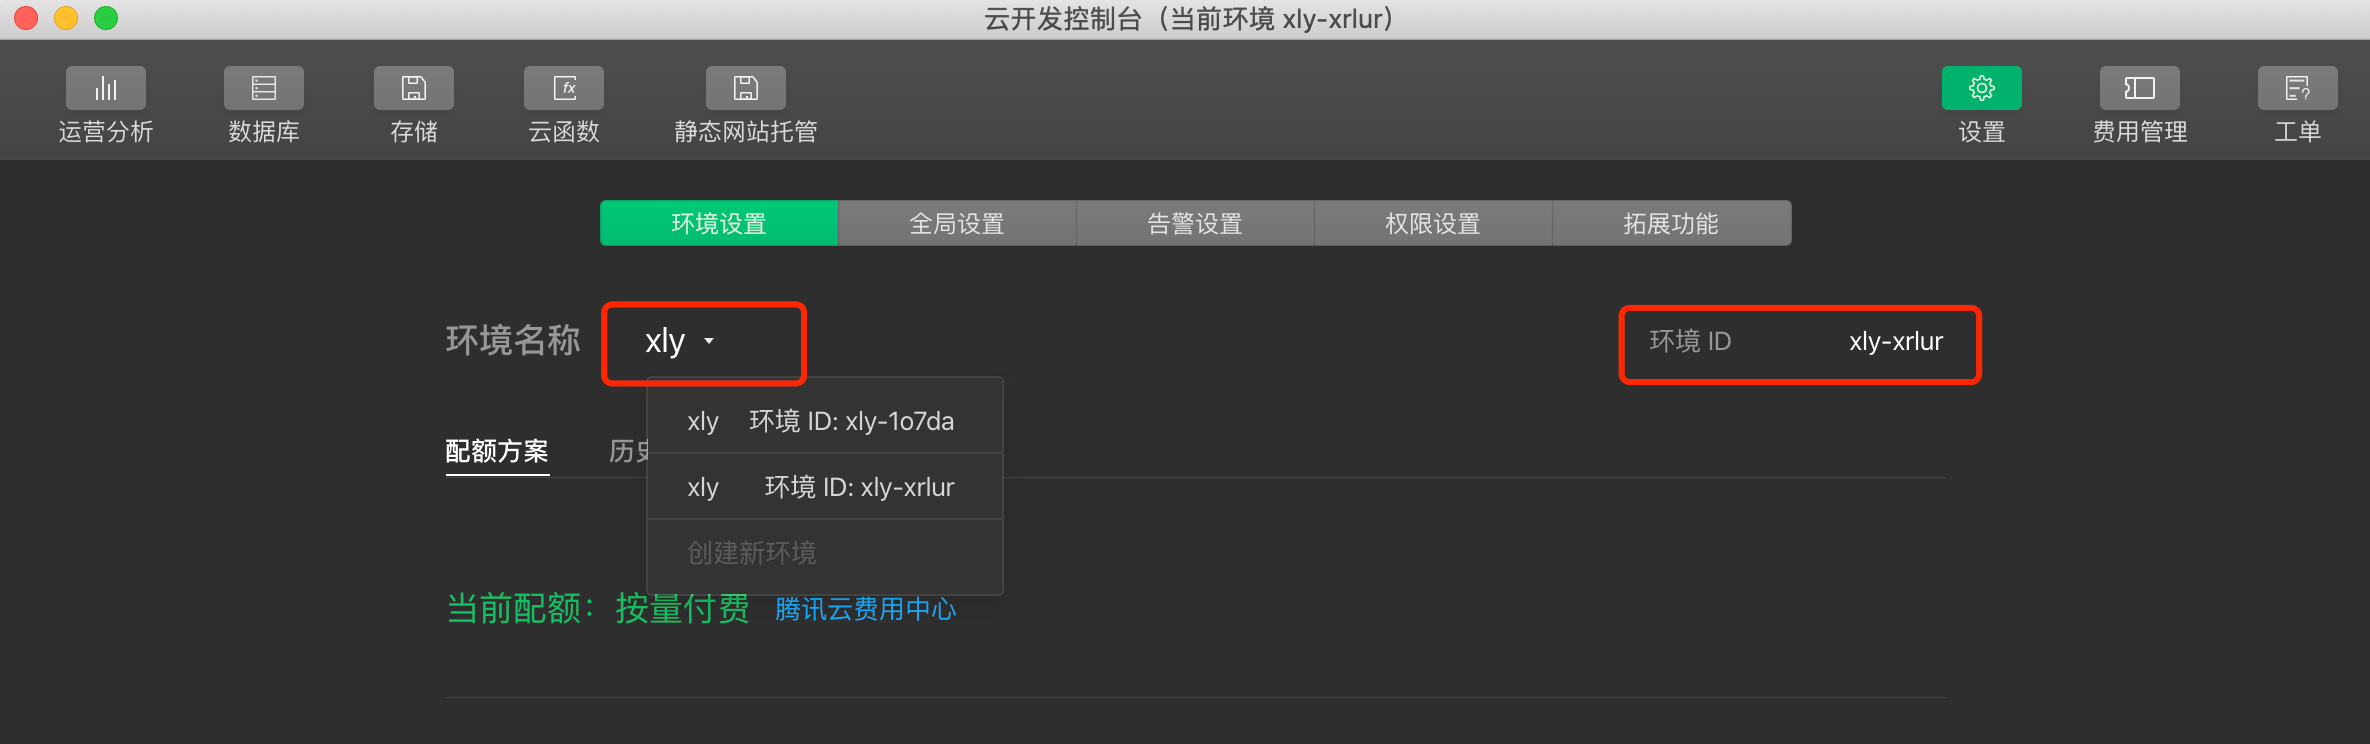 云开发控制台（当前环境 xly-xrlur）
运营分析 数据库 存储 云函数 静态网站托管 设置 费用管理 工单
环境设置 全局设置 告警设置 权限设置 拓展功能
环境名称 xly 环境 ID xly-xrlur
xly 环境 ID: xly-1o7da
配额方案 历史
xly 环境 ID: xly-xrlur
创建新环境
当前配额：按量付费 腾讯云费用中心